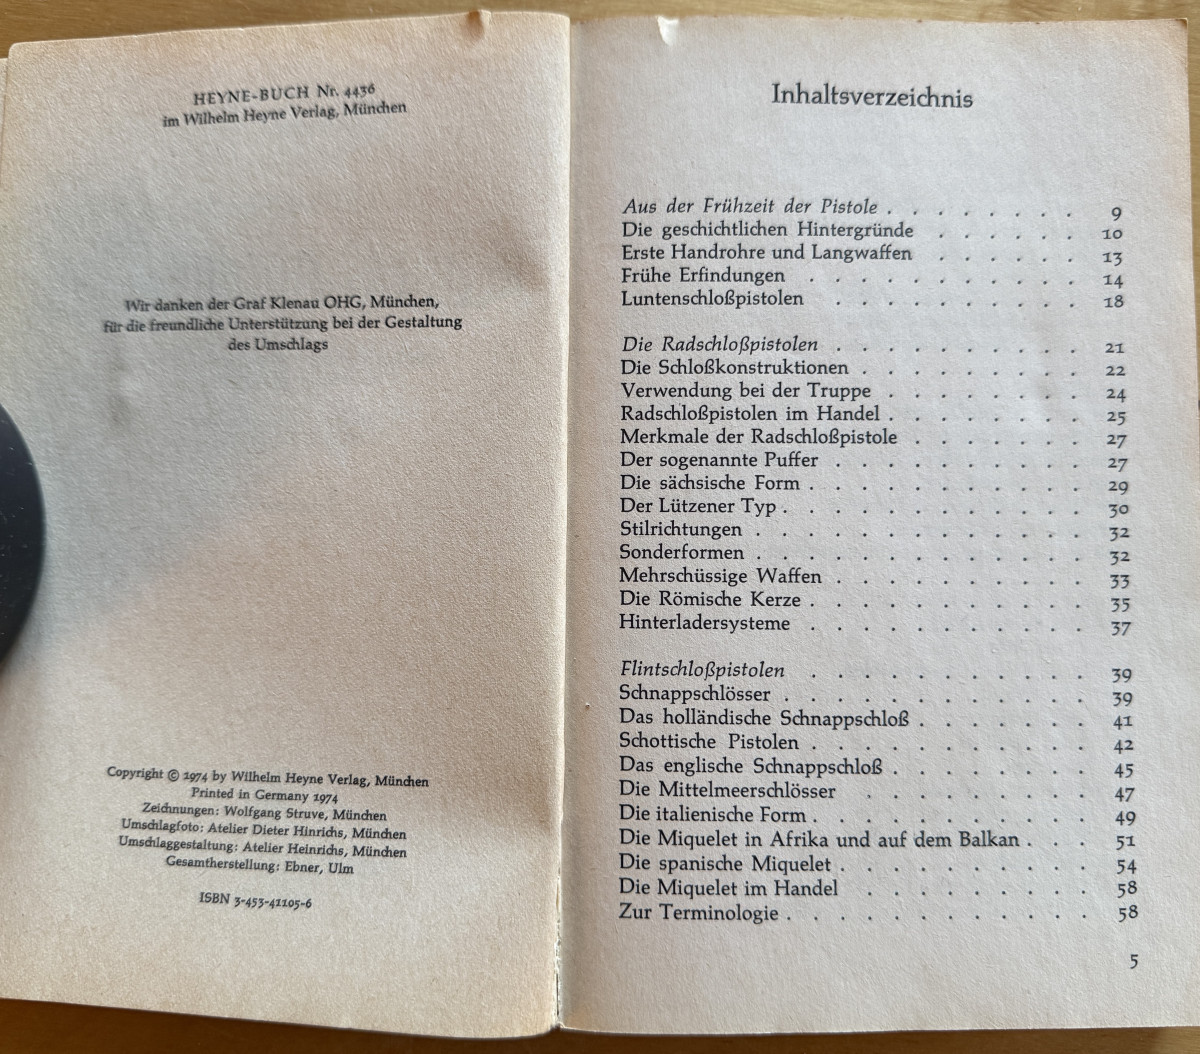 HEYNE-BUCH Nr. 4436
im Wilhelm Heyne Verlag, München
Wir danken der Graf Klenau OHG, München,
für die freundliche Unterstützung bei der Gestaltung
des Umschlags
Copyright © 1974 by Wilhelm Heyne Verlag, München
Printed in Germany 1974
Zeichnungen: Wolfgang Struve, München
Umschlagfoto: Atelier Dieter Hinrichs, München
Umschlaggestaltung: Atelier Heinrichs, München
Gesamtherstellung: Ebner, Ulm
ISBN 3-453-41105-6
Inhaltsverzeichnis
Aus der Frühzeit der Pistole . . . . . . . . 9
Die geschichtlichen Hintergründe . . . . . . 10
Erste Handrohre und Langwaffen . . . . . . 13
Frühe Erfindungen . . . . . . . . . . . 14
Luntenschloßpistolen . . . . . . . . . . 18
Die Radschloßpistolen . . . . . . . . . . 21
Die Schloßkonstruktionen . . . . . . . . . 22
Verwendung bei der Truppe . . . . . . . . 24
Radschloßpistolen im Handel . . . . . . . . 25
Merkmale der Radschloßpistole . . . . . . . 27
Der sogenannte Puffer . . . . . . . . . . 27
Die sächsische Form . . . . . . . . . . . 29
Der Lützener Typ . . . . . . . . . . . . 30
Stilrichtungen . . . . . . . . . . . . . 32
Sonderformen . . . . . . . . . . . . . 32
Mehrschüssige Waffen . . . . . . . . . . 33
Die Römische Kerze . . . . . . . . . . . 35
Hinterladersysteme . . . . . . . . . . . 37
Flintschloßpistolen . . . . . . . . . . . 39
Schnappschlösser . . . . . . . . . . . . 39
Das holländische Schnappschloß . . . . . . . 41
Schottische Pistolen . . . . . . . . . . . 42
Das englische Schnappschloß . . . . . . . . 45
Die Mittelmeerschlösser . . . . . . . . . 47
Die italienische Form . . . . . . . . . . . 49
Die Miquelet in Afrika und auf dem Balkan . . . 51
Die spanische Miquelet . . . . . . . . . . 54
Die Miquelet im Handel . . . . . . . . . 58
Zur Terminologie . . . . . . . . . . . . 58
5